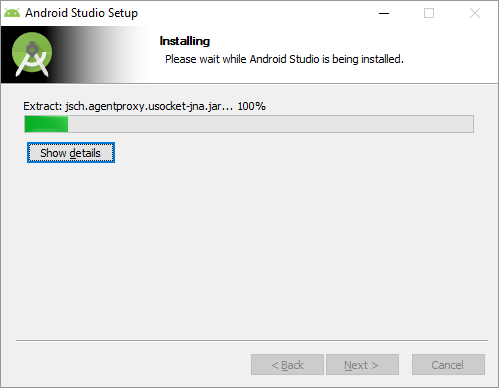 Android Studio Setup
Installing
Please wait while Android Studio is being installed.
Extract: jsch.agentproxy.usocket-jna.jar... 100%
Show details
< Back
Next >
Cancel